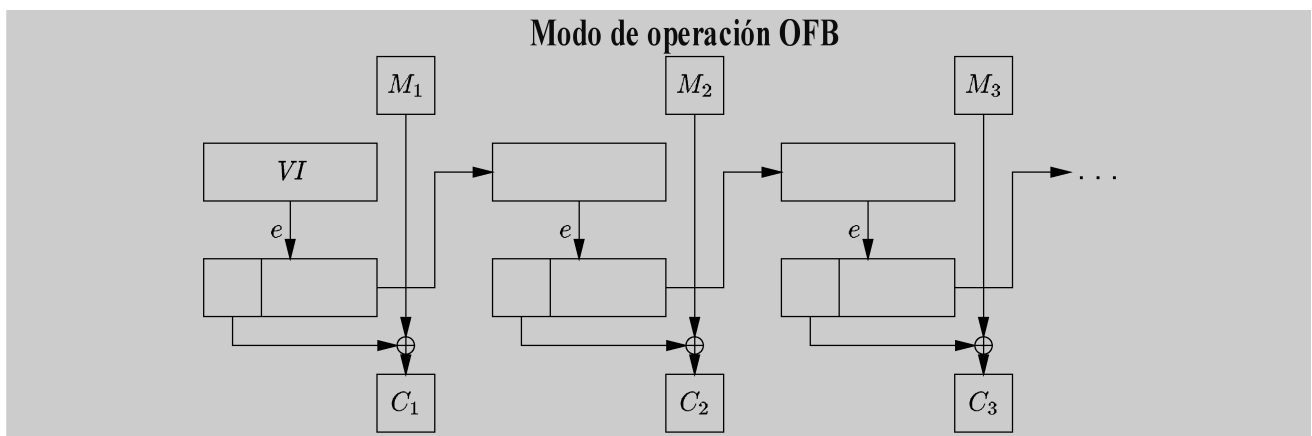 Modo de operación OFB
M1 M2 M3
VI . . .
e e e
C1 C2 C3